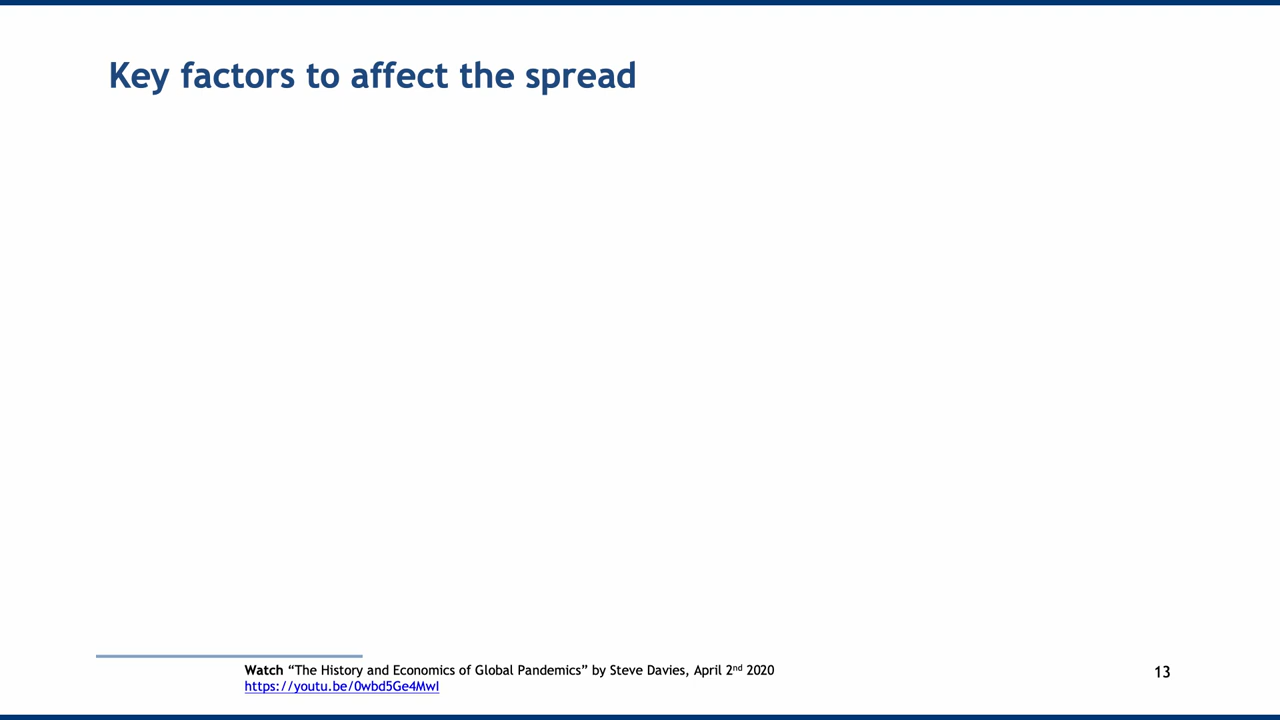 Key factors to affect the spread
Watch “The History and Economics of Global Pandemics” by Steve Davies, April 2nd 2020
https://youtu.be/0wbd5Ge4MwI
13